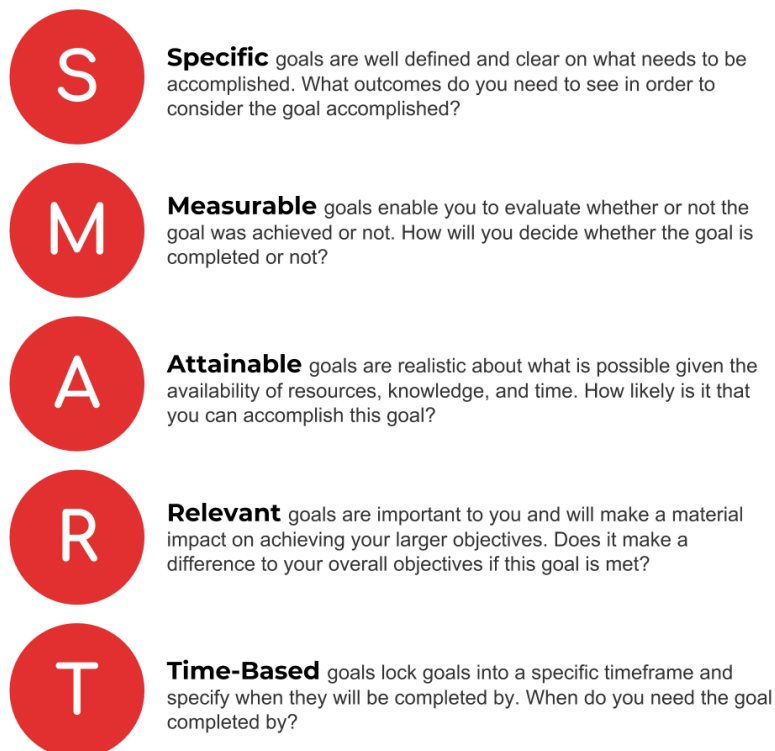 S
Specific goals are well defined and clear on what needs to be
accomplished. What outcomes do you need to see in order to
consider the goal accomplished?
M
Measurable goals enable you to evaluate whether or not the
goal was achieved or not. How will you decide whether the goal is
completed or not?
A
Attainable goals are realistic about what is possible given the
availability of resources, knowledge, and time. How likely is it that
you can accomplish this goal?
R
Relevant goals are important to you and will make a material
impact on achieving your larger objectives. Does it make a
difference to your overall objectives if this goal is met?
T
Time-Based goals lock goals into a specific timeframe and
specify when they will be completed by. When do you need the goal
completed by?